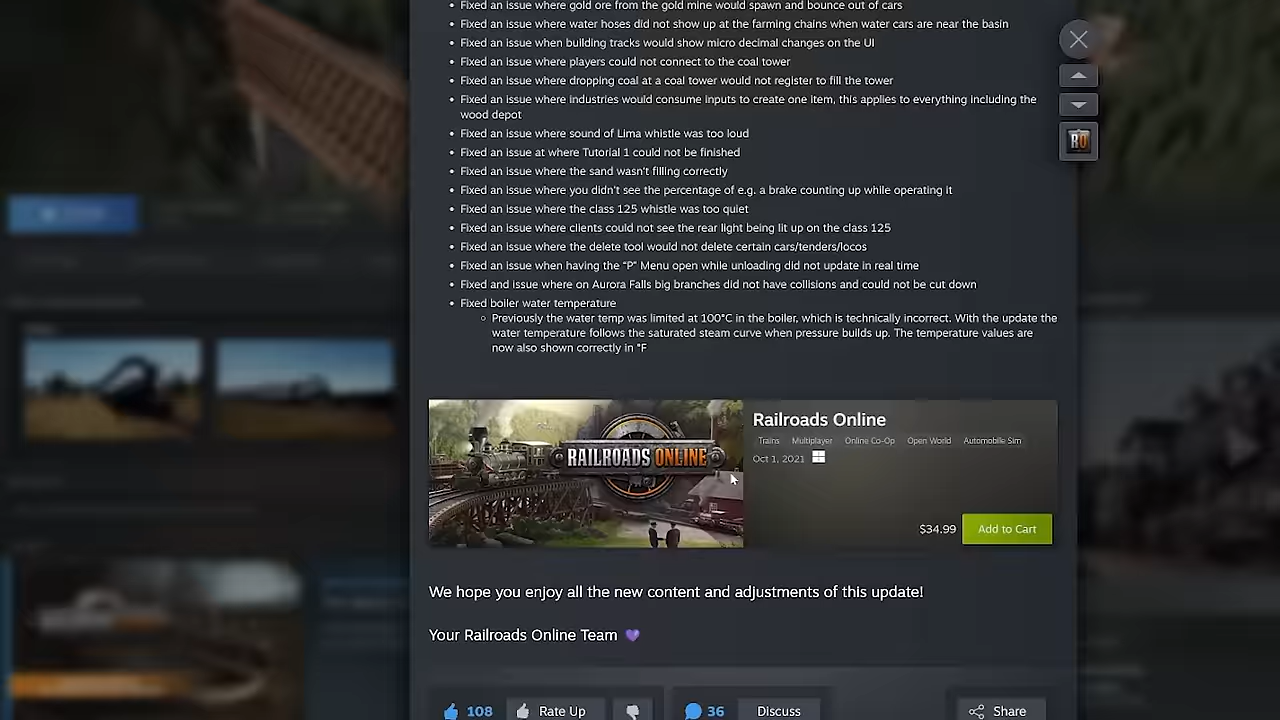 • Fixed an issue where gold ore from the gold mine would spawn and bounce out of cars
• Fixed an issue where water hoses did not show up at the farming chains when water cars are near the basin
• Fixed an issue when building tracks would show micro decimal changes on the UI
• Fixed an issue where players could not connect to the coal tower
• Fixed an issue where dropping coal at a coal tower would not register to fill the tower
• Fixed an issue where industries would consume inputs to create one item, this applies to everything including the
wood depot
• Fixed an issue where sound of Lima whistle was too loud
• Fixed an issue at where Tutorial 1 could not be finished
• Fixed an issue where the sand wasn't filling correctly
• Fixed an issue where you didn't see the percentage of e.g. a brake counting up while operating it
• Fixed an issue where the class 125 whistle was too quiet
• Fixed an issue where clients could not see the rear light being lit up on the class 125
• Fixed an issue where the delete tool would not delete certain cars/tenders/locos
• Fixed an issue when having the “P” Menu open while unloading did not update in real time
• Fixed and issue where on Aurora Falls big branches did not have collisions and could not be cut down
• Fixed boiler water temperature
◦ Previously the water temp was limited at 100°C in the boiler, which is technically incorrect. With the update the
water temperature follows the saturated steam curve when pressure builds up. The temperature values are
now also shown correctly in °F
RO
RAILROADS ONLINE
Railroads Online
Trains Multiplayer Online Co-Op Open World Automobile Sim
Oct 1, 2021
$34.99 Add to Cart
We hope you enjoy all the new content and adjustments of this update!
Your Railroads Online Team 💜
108 Rate Up 36 Discuss Share